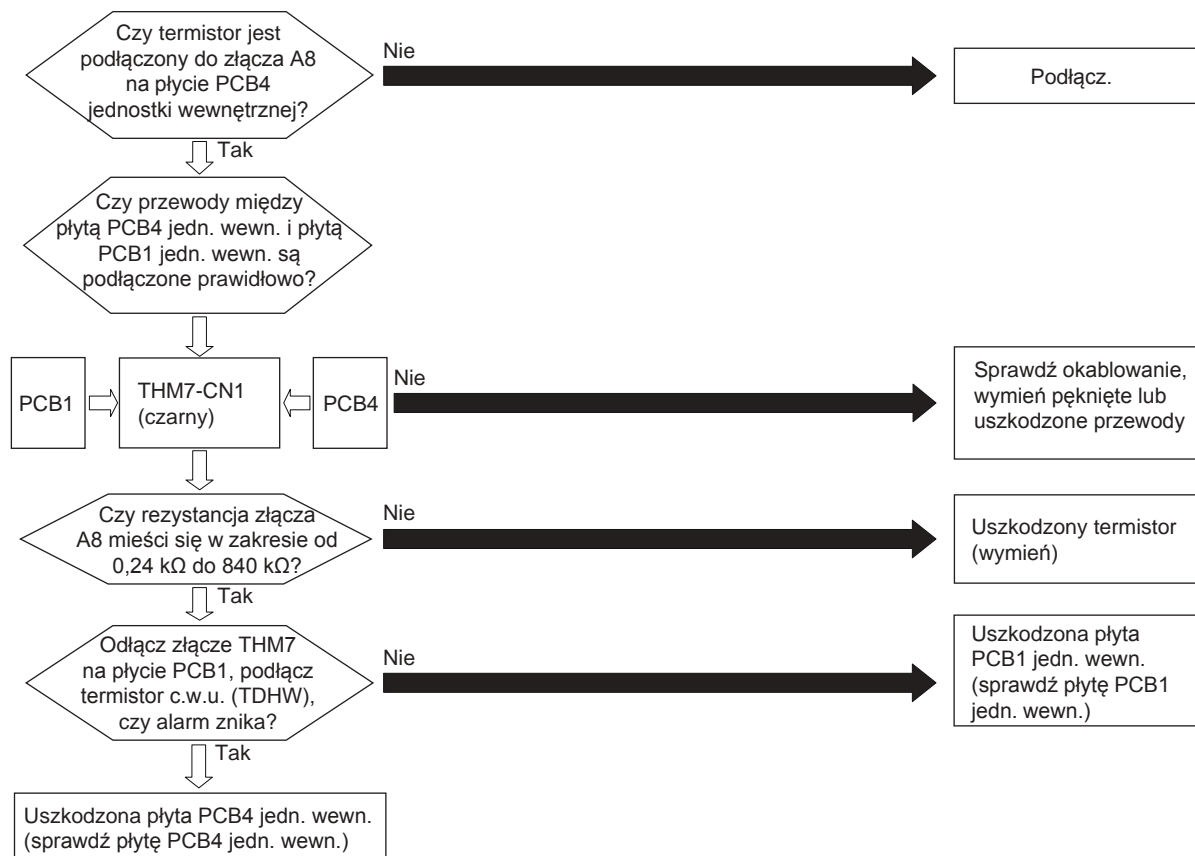 Czy termistor jest
podłączony do złącza A8
na płycie PCB4
jednostki wewnętrznej?
Nie
Podłącz.
Tak
Czy przewody między
płytą PCB4 jedn. wewn. i płytą
PCB1 jedn. wewn. są
podłączone prawidłowo?
PCB1
THM7-CN1
(czarny)
PCB4
Nie
Sprawdź okablowanie,
wymień pęknięte lub
uszkodzone przewody
Czy rezystancja złącza
A8 mieści się w zakresie od
0,24 kΩ do 840 kΩ?
Nie
Uszkodzony termistor
(wymień)
Tak
Odłącz złącze THM7
na płycie PCB1, podłącz
termistor c.w.u. (TDHW),
czy alarm znika?
Nie
Uszkodzona płyta
PCB1 jedn. wewn.
(sprawdź płytę PCB1
jedn. wewn.)
Tak
Uszkodzona płyta PCB4 jedn. wewn.
(sprawdź płytę PCB4 jedn. wewn.)